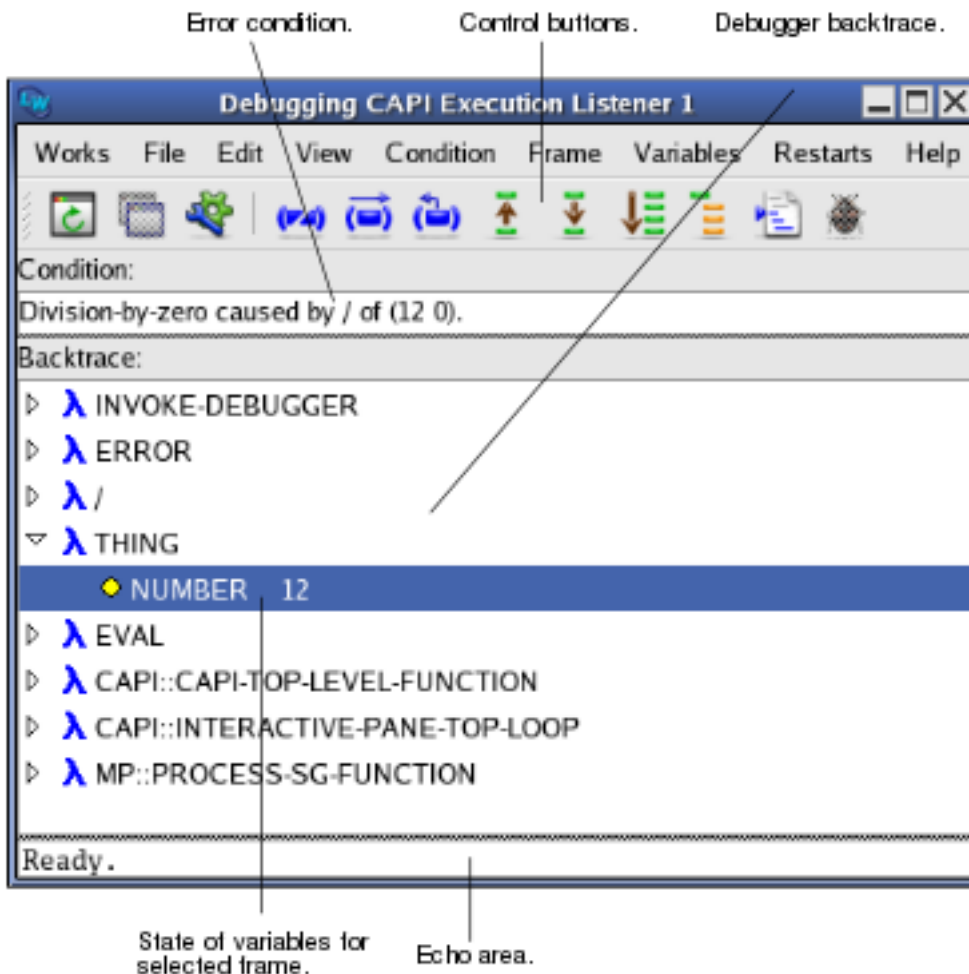 Error condition. Control buttons. Debugger backtrace.
Debugging CAPI Execution Listener 1
Works File Edit View Condition Frame Variables Restarts Help
Condition:
Division-by-zero caused by / of (12 0).
Backtrace:
λ INVOKE-DEBUGGER
λ ERROR
λ /
λ THING
NUMBER 12
λ EVAL
λ CAPI::CAPI-TOP-LEVEL-FUNCTION
λ CAPI::INTERACTIVE-PANE-TOP-LOOP
λ MP::PROCESS-SG-FUNCTION
Ready.
State of variables for
selected frame.
Echo area.